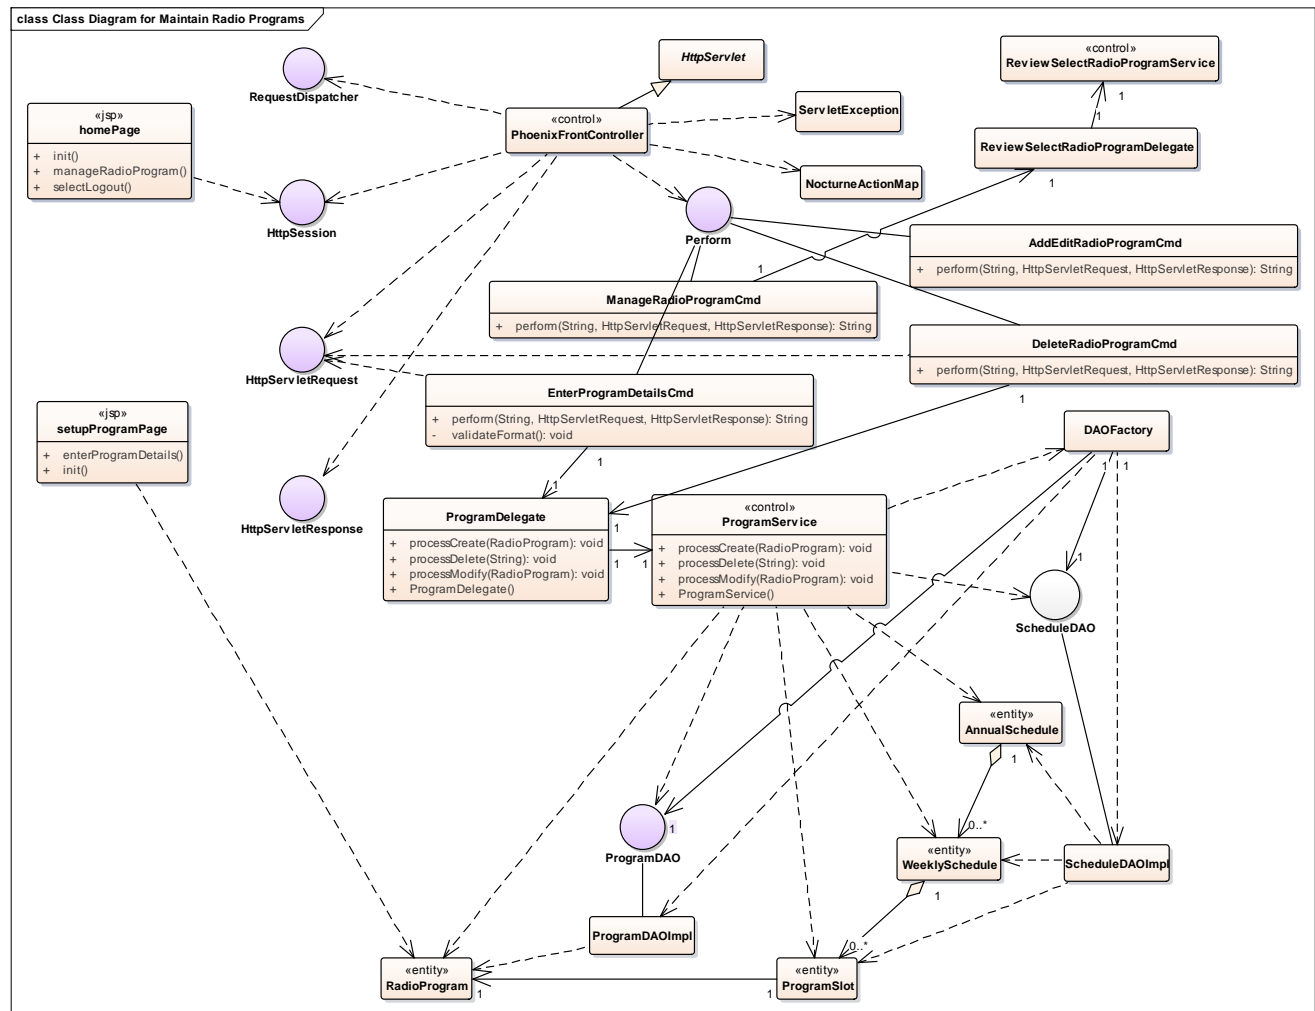 class Class Diagram for Maintain Radio Programs
HttpServlet
«control»
ReviewSelectRadioProgramService
RequestDispatcher
ServletException
«jsp»
homePage
+ init()
+ manageRadioProgram()
+ selectLogout()
«control»
PhoenixFrontController
1
1
ReviewSelectRadioProgramDelegate
NocturneActionMap
1
HttpSession
Perform
AddEditRadioProgramCmd
+ perform(String, HttpServletRequest, HttpServletResponse): String
1
ManageRadioProgramCmd
+ perform(String, HttpServletRequest, HttpServletResponse): String
DeleteRadioProgramCmd
+ perform(String, HttpServletRequest, HttpServletResponse): String
HttpServletRequest
EnterProgramDetailsCmd
+ perform(String, HttpServletRequest, HttpServletResponse): String
- validateFormat(): void
1
«jsp»
setupProgramPage
+ enterProgramDetails()
+ init()
DAOFactory
1
1
1
1
HttpServletResponse
ProgramDelegate
+ processCreate(RadioProgram): void
+ processDelete(String): void
+ processModify(RadioProgram): void
+ ProgramDelegate()
1
1
1
«control»
ProgramService
+ processCreate(RadioProgram): void
+ processDelete(String): void
+ processModify(RadioProgram): void
+ ProgramService()
1
ScheduleDAO
«entity»
AnnualSchedule
1
0..*
1
ProgramDAO
«entity»
WeeklySchedule
1
ScheduleDAOImpl
ProgramDAOImpl
0..*
«entity»
RadioProgram
1
1
«entity»
ProgramSlot